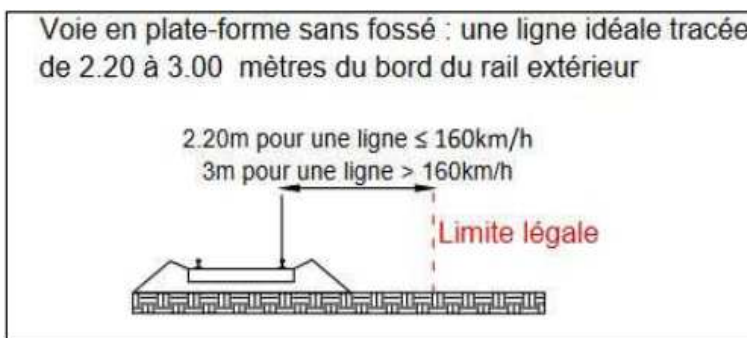 Voie en plate-forme sans fossé : une ligne idéale tracée
de 2.20 à 3.00 mètres du bord du rail extérieur
2.20m pour une ligne ≤ 160km/h
3m pour une ligne > 160km/h
Limite légale